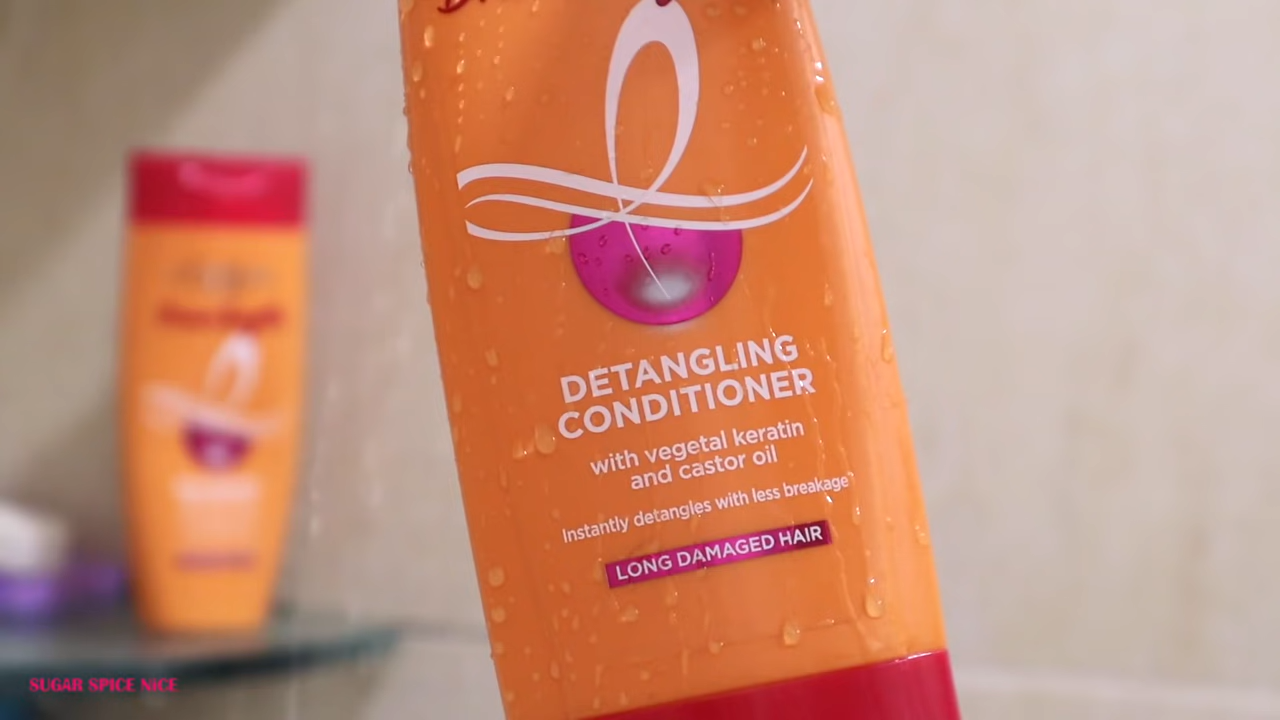 DETANGLING
CONDITIONER
with vegetal keratin
and castor oil
Instantly detangles with less breakage
LONG DAMAGED HAIR
SUGAR SPICE NICE